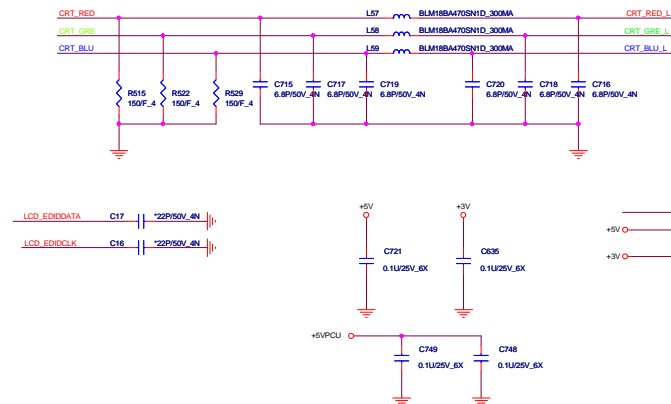 CRT_RED L57 BLM18BA470SN1D_300MA CRT_RED_L
CRT_GRE L58 BLM18BA470SN1D_300MA CRT_GRE_L
CRT_BLU L59 BLM18BA470SN1D_300MA CRT_BLU_L
R515 R522 R529 C715 C717 C719 C720 C718 C716
150/F_4 150/F_4 150/F_4 6.8P/50V_4N 6.8P/50V_4N 6.8P/50V_4N 6.8P/50V_4N 6.8P/50V_4N 6.8P/50V_4N
LCD_EDIDDATA C17 *22P/50V_4N
LCD_EDIDCLK C16 *22P/50V_4N
+5V +3V
+5V
C721 C635
+3V
0.1U/25V_6X 0.1U/25V_6X
+5VPCU
C749 C748
0.1U/25V_6X 0.1U/25V_6X